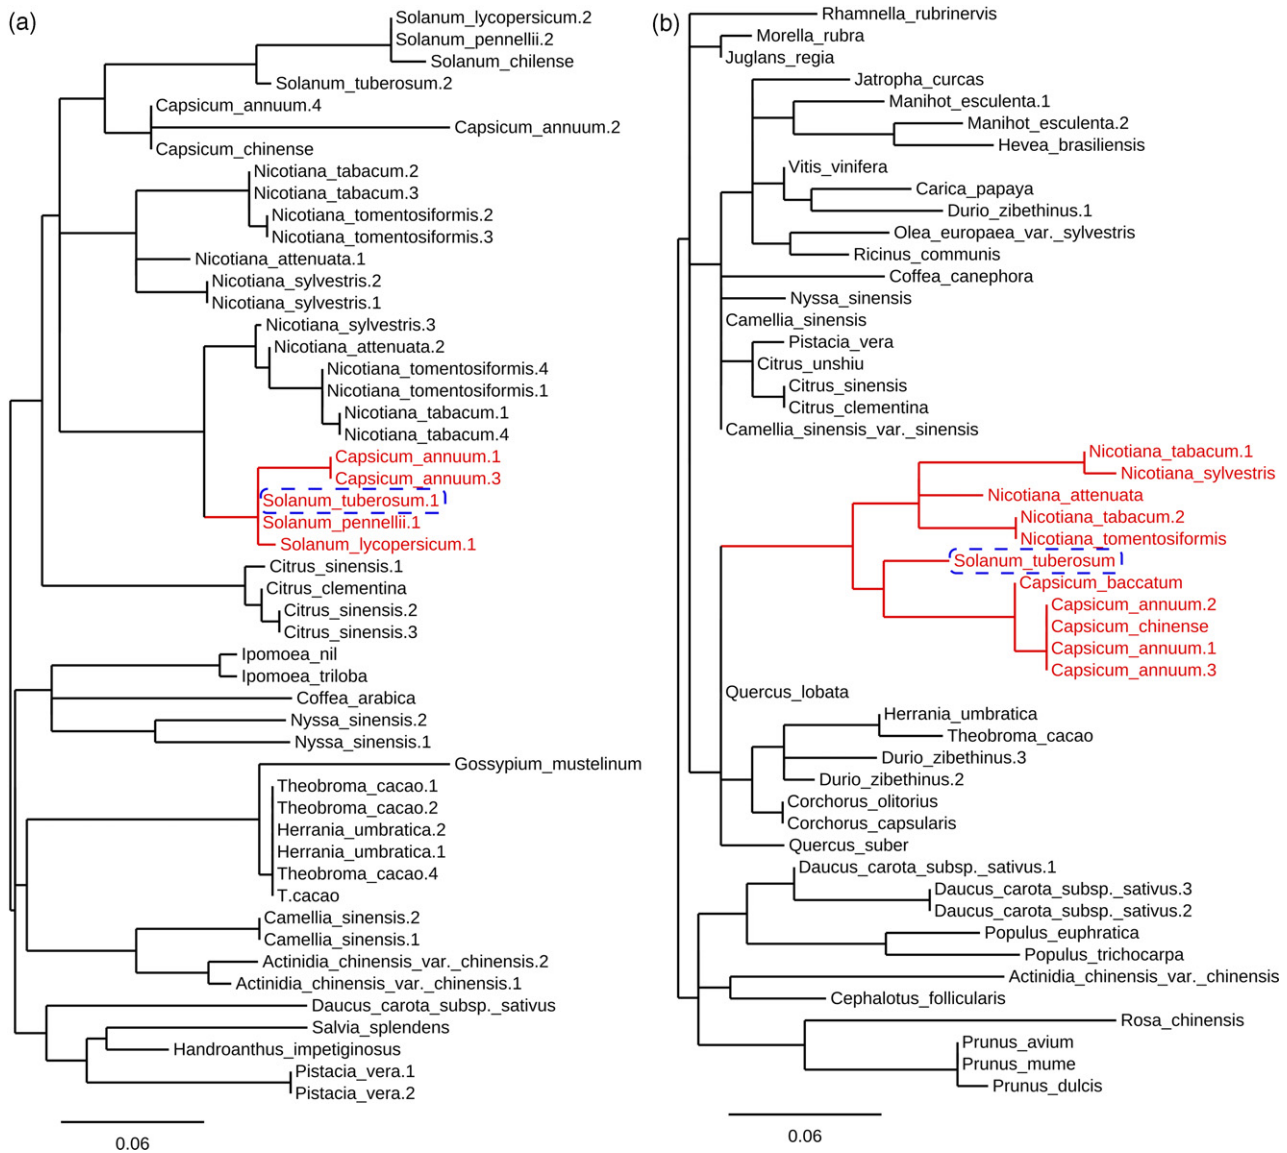 (a)
Solanum_lycopersicum.2
Solanum_pennellii.2
Solanum_chilense
Solanum_tuberosum.2
Capsicum_annuum.4
Capsicum_annuum.2
Capsicum_chinense
Nicotiana_tabacum.2
Nicotiana_tabacum.3
Nicotiana_tomentosiformis.2
Nicotiana_tomentosiformis.3
Nicotiana_attenuata.1
Nicotiana_sylvestris.2
Nicotiana_sylvestris.1
Nicotiana_sylvestris.3
Nicotiana_attenuata.2
Nicotiana_tomentosiformis.4
Nicotiana_tomentosiformis.1
Nicotiana_tabacum.1
Nicotiana_tabacum.4
Capsicum_annuum.1
Capsicum_annuum.3
Solanum_tuberosum.1
Solanum_pennellii.1
Solanum_lycopersicum.1
Citrus_sinensis.1
Citrus_clementina
Citrus_sinensis.2
Citrus_sinensis.3
Ipomoea_nil
Ipomoea_triloba
Coffea_arabica
Nyssa_sinensis.2
Nyssa_sinensis.1
Gossypium_mustelinum
Theobroma_cacao.1
Theobroma_cacao.2
Herrania_umbratica.2
Herrania_umbratica.1
Theobroma_cacao.4
T.cacao
Camellia_sinensis.2
Camellia_sinensis.1
Actinidia_chinensis_var._chinensis.2
Actinidia_chinensis_var._chinensis.1
Daucus_carota_subsp._sativus
Salvia_splendens
Handroanthus_impetiginosus
Pistacia_vera.1
Pistacia_vera.2
0.06
(b)
Rhamnella_rubrinervis
Morella_rubra
Juglans_regia
Jatropha_curcas
Manihot_esculenta.1
Manihot_esculenta.2
Hevea_brasiliensis
Vitis_vinifera
Carica_papaya
Durio_zibethinus.1
Olea_europaea_var._sylvestris
Ricinus_communis
Coffea_canephora
Nyssa_sinensis
Camellia_sinensis
Pistacia_vera
Citrus_unshiu
Citrus_sinensis
Citrus_clementina
Camellia_sinensis_var._sinensis
Nicotiana_tabacum.1
Nicotiana_sylvestris
Nicotiana_attenuata
Nicotiana_tabacum.2
Nicotiana_tomentosiformis
Solanum_tuberosum
Capsicum_baccatum
Capsicum_annuum.2
Capsicum_chinense
Capsicum_annuum.1
Capsicum_annuum.3
Quercus_lobata
Herrania_umbratica
Theobroma_cacao
Durio_zibethinus.3
Durio_zibethinus.2
Corchorus_olitorius
Corchorus_capsularis
Quercus_suber
Daucus_carota_subsp._sativus.1
Daucus_carota_subsp._sativus.3
Daucus_carota_subsp._sativus.2
Populus_euphratica
Populus_trichocarpa
Actinidia_chinensis_var._chinensis
Cephalotus_follicularis
Rosa_chinensis
Prunus_avium
Prunus_mume
Prunus_dulcis
0.06